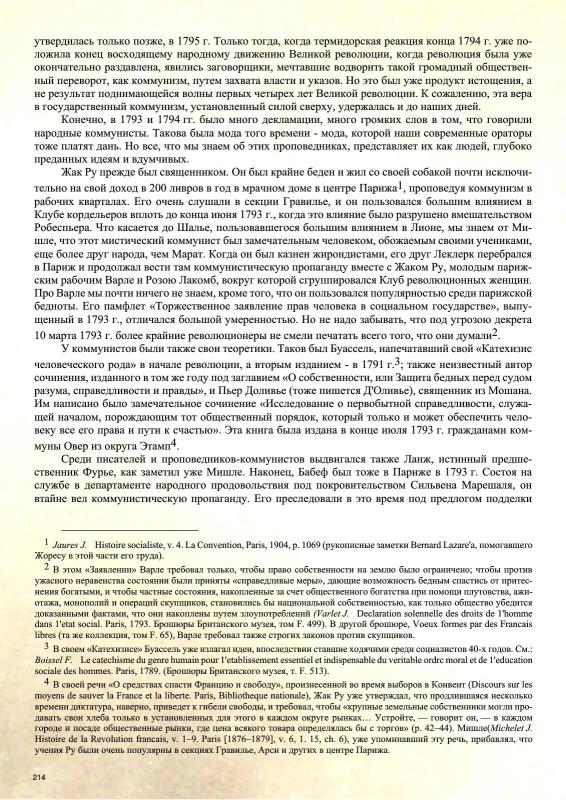 утвердилась только позже, в 1795 г. Только тогда, когда термидорская реакция конца 1794 г. уже по-
ложила конец восходящему народному движению Великой революции, когда революция была уже
окончательно раздавлена, явились заговорщики, мечтавшие водворить такой громадный обществен-
ный переворот, как коммунизм, путем захвата власти и указов. Но это был уже продукт истощения, а
не результат поднимающейся волны первых четырех лет Великой революции. К сожалению, эта вера
в государственный коммунизм, установленный силой сверху, удержалась и до наших дней.
Конечно, в 1793 и 1794 гг. было много декламации, много громких слов в том, что говорили
народные коммунисты. Такова была мода того времени - мода, которой наши современные ораторы
тоже платят дань. Но все, что мы знаем об этих проповедниках, представляет их как людей, глубоко
преданных идеям и вдумчивых.
Жак Ру прежде был священником. Он был крайне беден и жил со своей собакой почти исключи-
тельно на свой доход в 200 ливров в год в мрачном доме в центре Парижа1, проповедуя коммунизм в
рабочих кварталах. Его очень слушали в секции Гравилье, и он пользовался большим влиянием в
Клубе кордельеров вплоть до конца июня 1793 г., когда это влияние было разрушено вмешательством
Робеспьера. Что касается до Шалье, пользовавшегося большим влиянием в Лионе, мы знаем от Ми-
шле, что этот мистический коммунист был замечательным человеком, обожаемым своими учениками,
еще более друг народа, чем Марат. Когда он был казнен жирондистами, его друг Леклерк перебрался
в Париж и продолжал вести там коммунистическую пропаганду вместе с Жаком Ру, молодым париж-
ским рабочим Варле и Розою Лакомб, вокруг которой сгруппировался Клуб революционных женщин.
Про Варле мы почти ничего не знаем, кроме того, что он пользовался популярностью среди парижской
бедноты. Его памфлет «Торжественное заявление прав человека в социальном государстве», выпу-
щенный в 1793 г., отличался большой умеренностью. Но не надо забывать, что под угрозою декрета
10 марта 1793 г. более крайние революционеры не смели печатать всего того, что они думали2.
У коммунистов были также свои теоретики. Таков был Буассель, напечатавший свой «Катехизис
человеческого рода» в начале революции, а вторым изданием - в 1791 г.3; также неизвестный автор
сочинения, изданного в том же году под заглавием «О собственности, или Защита бедных перед судом
разума, справедливости и правды», и Пьер Доливье (тоже пишется Д'Оливье), священник из Мошана.
Им написано было замечательное сочинение «Исследование о первобытной справедливости, служа-
щей началом, порождающим тот общественный порядок, который только и может обеспечить чело-
веку все его права и пути к счастью». Эта книга была издана в конце июля 1793 г. гражданами ком-
муны Овер из округа Этамп4.
Среди писателей и проповедников-коммунистов выдвигался также Ланж, истинный предше-
ственник Фурье, как заметил уже Мишле. Наконец, Бабеф был тоже в Париже в 1793 г. Состоя на
службе в департаменте народного продовольствия под покровительством Сильвена Марешаля, он
втайне вел коммунистическую пропаганду. Его преследовали в это время под предлогом подделки
1 Jaures J. Histoire socialiste, v. 4. La Convention, Paris, 1904, p. 1069 (рукописные заметки Bernard Lazare'a, помогавшего
Жоресу в этой части его труда).
2 В этом «Заявлении» Варле требовал только, чтобы право собственности на землю было ограничено; чтобы против
ужасного неравенства состояний были приняты «справедливые меры», дающие возможность бедным спастись от притес-
нения богатыми, и чтобы частные состояния, накопленные за счет общественного богатства при помощи плутовства, ажи-
отажа, монополий и операций скупщиков, становились бы национальной собственностью, как только общество убедится
доказанными фактами, что они накоплены путем злоупотреблений (Varlet J. Declaration solennelle des droits de l'homme
dans l'etat social. Paris, 1793. Брошюры Британского музея, том F. 499). В другой брошюре, Voeux formes par des Francais
libres (та же коллекция, том F. 65), Варле требовал также строгих законов против скупщиков.
3 В своем «Катехизисе» Буассель уже излагал идеи, впоследствии ставшие ходячими среди социалистов 40-х годов. См.:
Boissel F. Le catechisme du genre humain pour l'etablissement essentiel et indispensable du veritable ordrc moral et de l'education
sociale des hommes. Paris, 1789. (Брошюры Британского музея, т. F. 513).
4 В своей речи «О средствах спасти Францию и свободу», произнесенной во время выборов в Конвент (Discours sur les
moyens de sauver la France et la liberte. Paris, Bibliotheque nationale), Жак Ру уже утверждал, что продлившаяся несколько
времени диктатура, наверно, приведет к гибели свободы, и требовал, чтобы «крупные земельные собственники могли про-
давать свои хлеба только в установленных для этого в каждом округе рынках… Устройте, — говорит он, — в каждом
городе и посаде общественные рынки, где цена всякого товара определялась бы с торгов» (p. 42–44). Мишле(Michelet J.
Histoire de la Revolution francais, v. 1–9. Paris [1876–1879], v. 6, 1. 15, ch. 6), уже упоминавший эту речь, прибавлял, что
учения Ру были очень популярны в секциях Гравилье, Арси и других в центре Парижа.
214